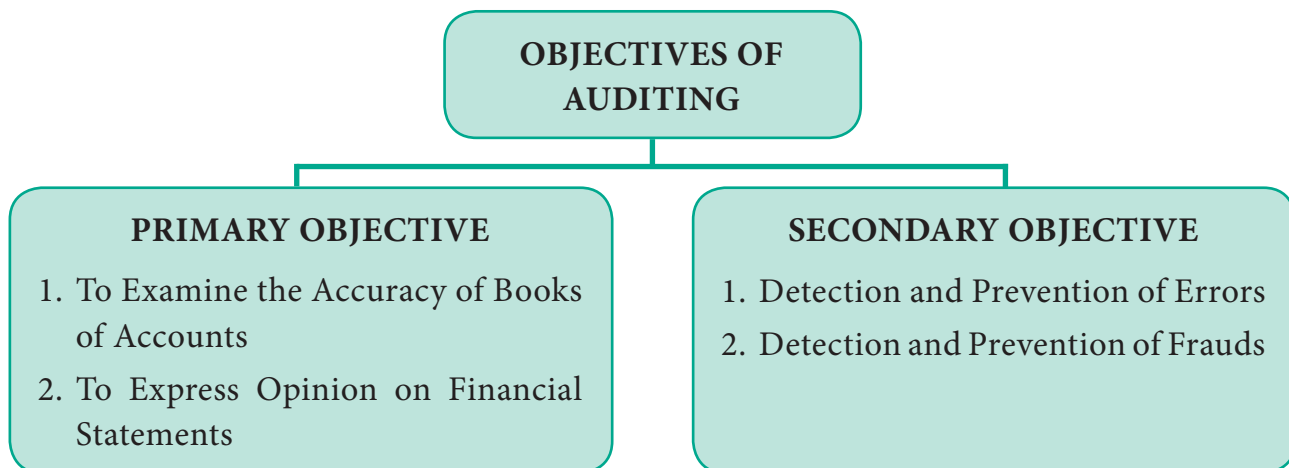 OBJECTIVES OF
AUDITING
PRIMARY OBJECTIVE
1. To Examine the Accuracy of Books
of Accounts
2. To Express Opinion on Financial
Statements
SECONDARY OBJECTIVE
1. Detection and Prevention of Errors
2. Detection and Prevention of Frauds